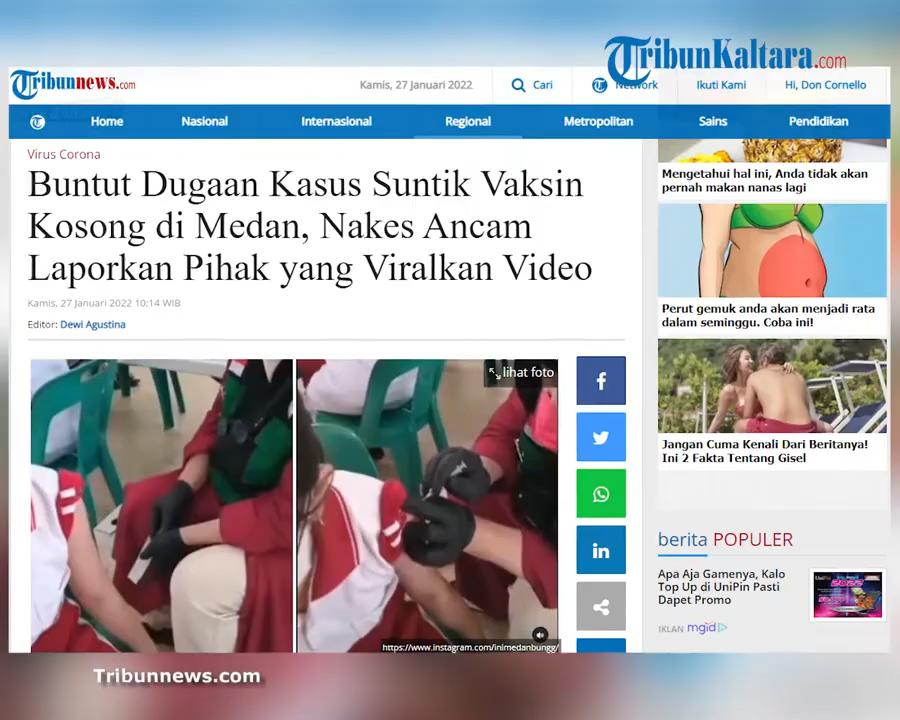 TribunKaltara.com
Tribunnews.com
Kamis, 27 Januari 2022
Cari
Network
Ikuti Kami
Hi, Don Cornello
Home
Nasional
Internasional
Regional
Metropolitan
Sains
Pendidikan
Virus Corona
Buntut Dugaan Kasus Suntik Vaksin
Kosong di Medan, Nakes Ancam
Laporkan Pihak yang Viralkan Video
Kamis, 27 Januari 2022 10:14 WIB
Editor: Dewi Agustina
lihat foto
https://www.instagram.com/inimedanbungg/
Mengetahui hal ini, Anda tidak akan
pernah makan nanas lagi
Perut gemuk anda akan menjadi rata
dalam seminggu. Coba ini!
Jangan Cuma Kenali Dari Beritanya!
Ini 2 Fakta Tentang Gisel
berita POPULER
Apa Aja Gamenya, Kalo
Top Up di UniPin Pasti
Dapet Promo
IKLAN mgid
Tribunnews.com